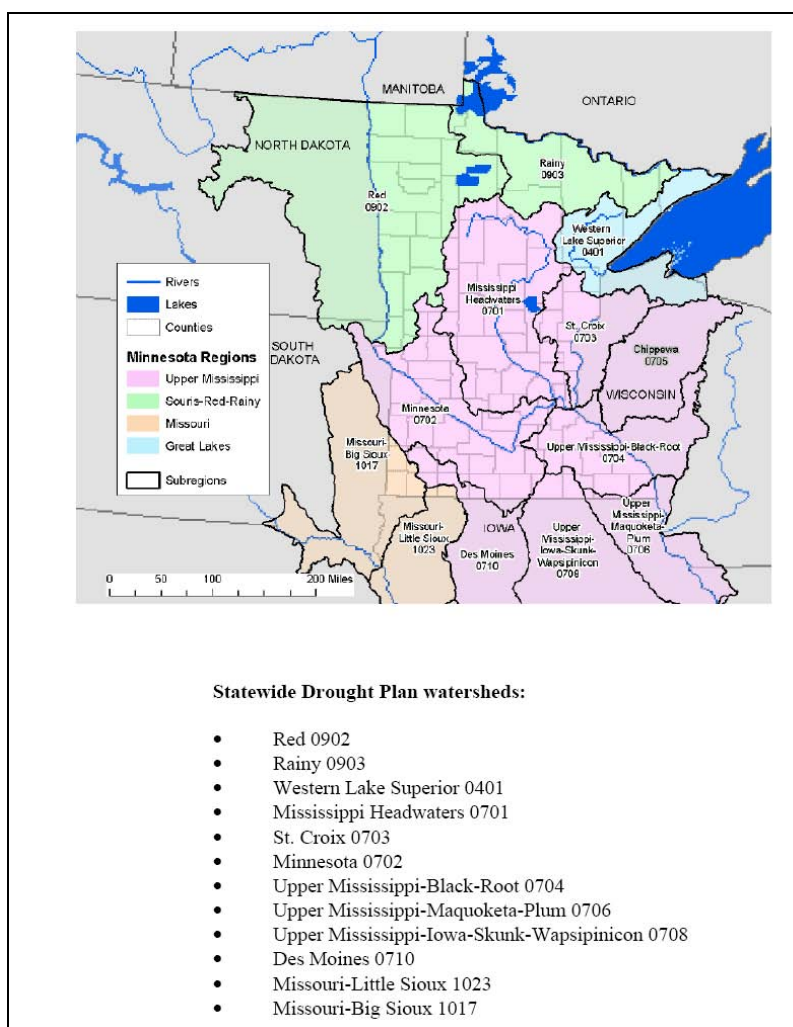 MANITOBA
ONTARIO
NORTH DAKOTA
Rainy
0903
Red
0902
Western
Lake Superior
0401
Rivers
Lakes
Counties
Mississippi
Headwaters
0701
St. Croix
0703
SOUTH
DAKOTA
Chippewa
0705
WISCONSIN
Minnesota Regions
Upper Mississippi
Souris-Red-Rainy
Missouri
Great Lakes
Subregions
Minnesota
0702
Missouri-
Big Sioux
1017
Upper Mississippi-Black-Root
0704
Missouri-
Little Sioux
1023
IOWA
Des Moines
0710
Upper
Mississippi-
Iowa-Skunk-
Wapsipinicon
0708
Upper
Mississippi-
Maquoketa-
Plum
0706
0 50 100 200 Miles
Statewide Drought Plan watersheds:
• Red 0902
• Rainy 0903
• Western Lake Superior 0401
• Mississippi Headwaters 0701
• St. Croix 0703
• Minnesota 0702
• Upper Mississippi-Black-Root 0704
• Upper Mississippi-Maquoketa-Plum 0706
• Upper Mississippi-Iowa-Skunk-Wapsipinicon 0708
• Des Moines 0710
• Missouri-Little Sioux 1023
• Missouri-Big Sioux 1017